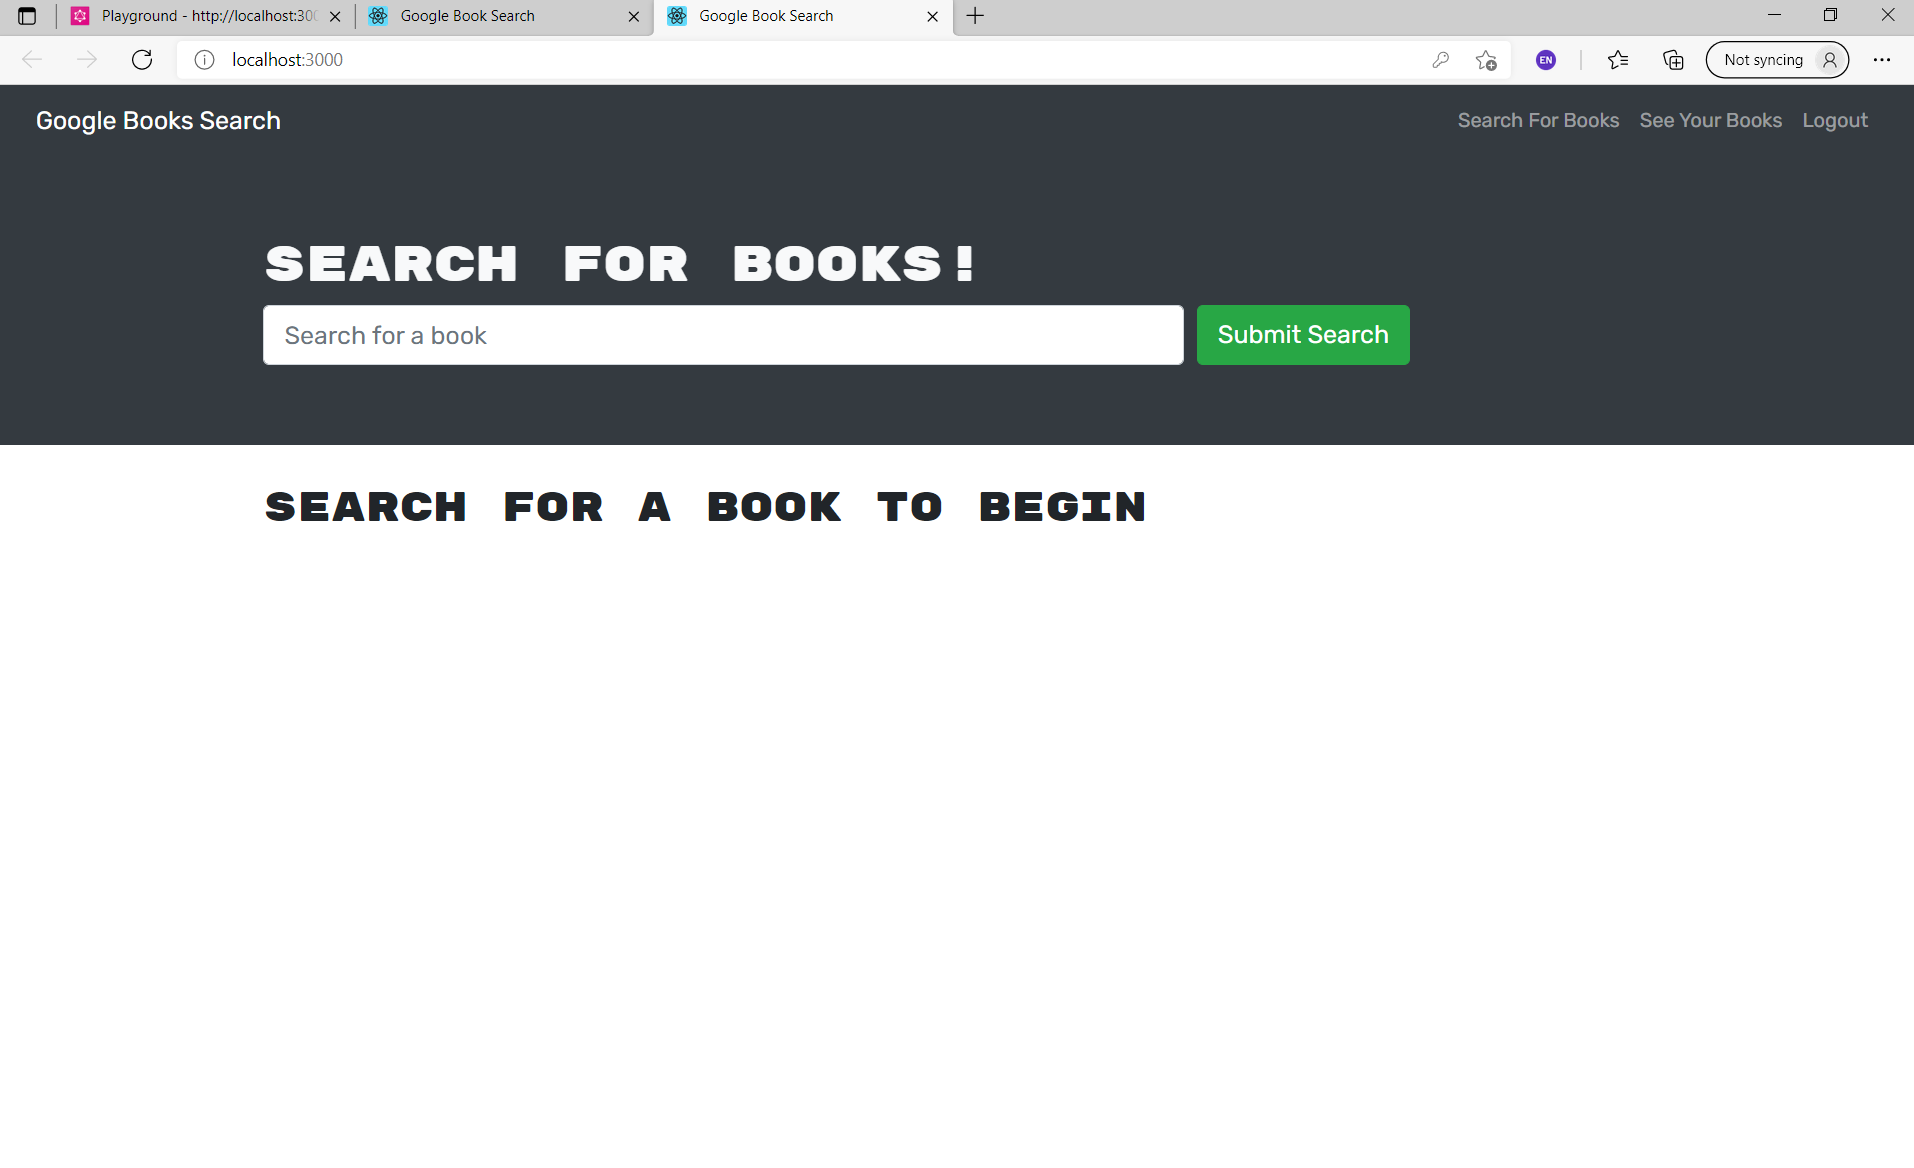 Playground - http://localhost:300
Google Book Search
Google Book Search
localhost:3000
EN
Not syncing
Google Books Search
Search For Books
See Your Books
Logout
SEARCH FOR BOOKS!
Search for a book
Submit Search
SEARCH FOR A BOOK TO BEGIN